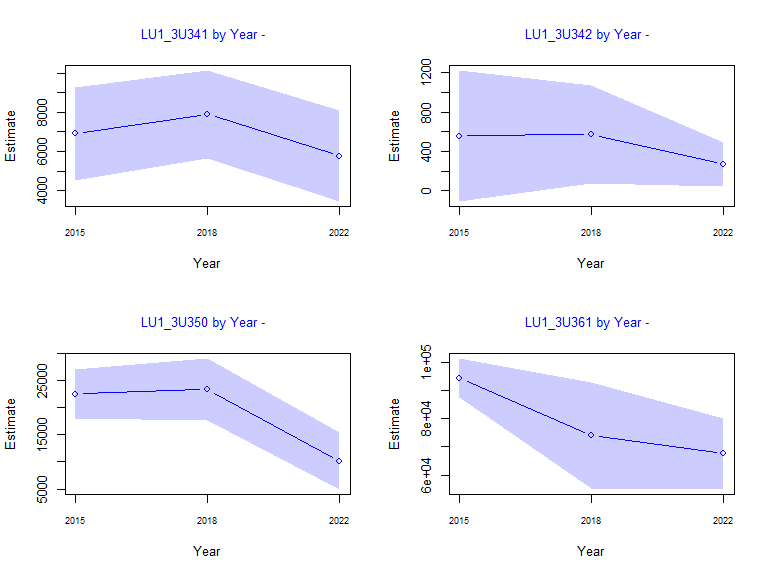 LU1_3U341 by Year -
Estimate
4000
6000
8000
2015
2018
2022
Year
LU1_3U342 by Year -
Estimate
0
400
800
1200
2015
2018
2022
Year
LU1_3U350 by Year -
Estimate
5000
15000
25000
2015
2018
2022
Year
LU1_3U361 by Year -
Estimate
6e+04
8e+04
1e+05
2015
2018
2022
Year